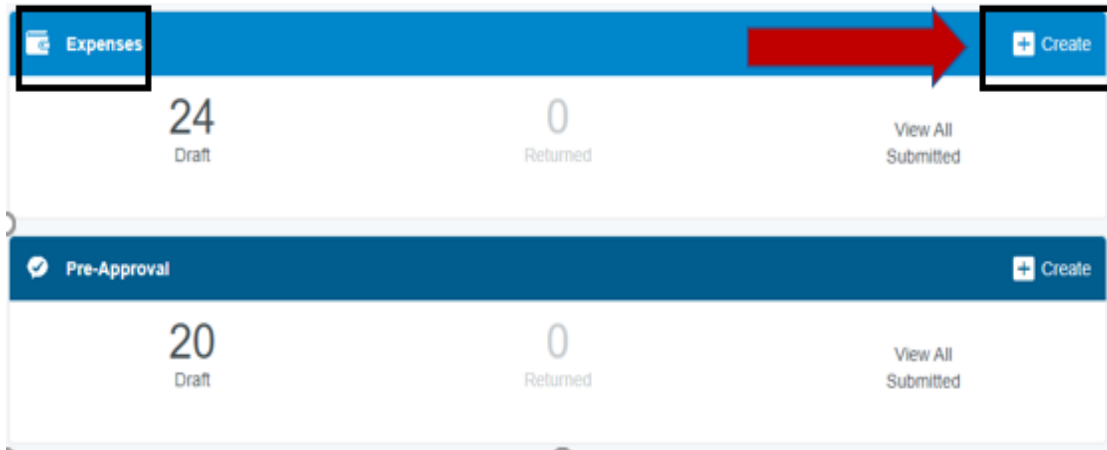 Expenses
+ Create
24
Draft
0
Returned
View All
Submitted
Pre-Approval
+ Create
20
Draft
0
Returned
View All
Submitted